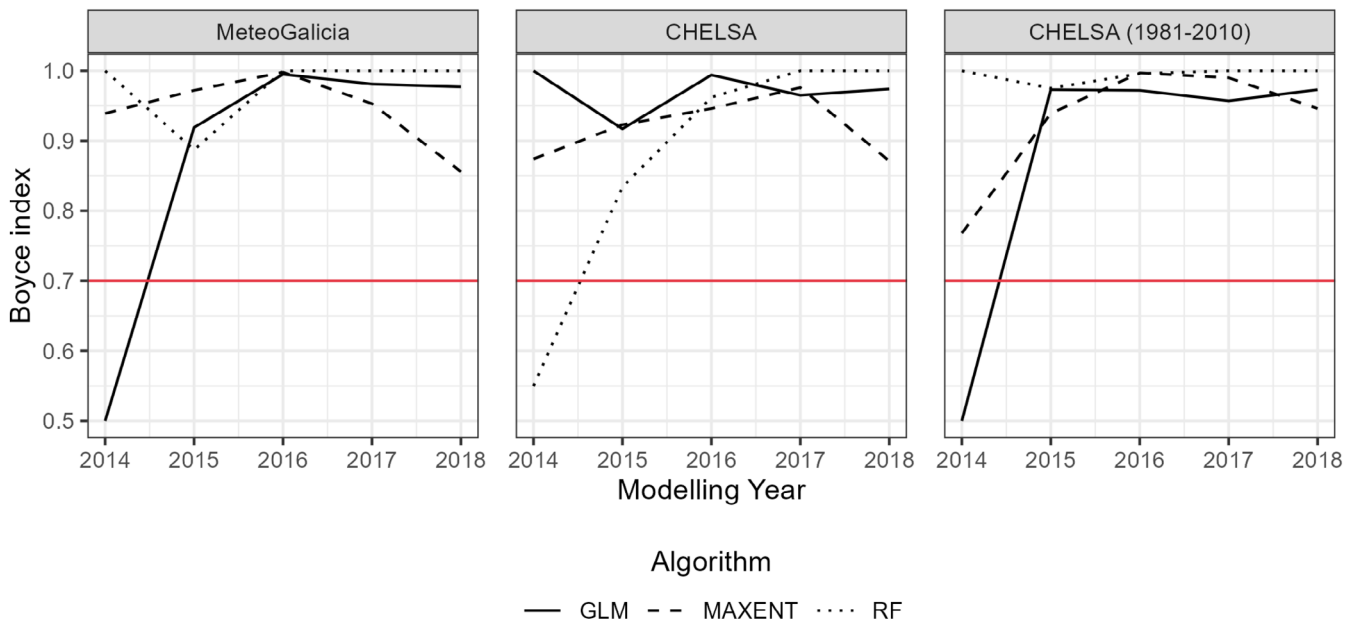 MeteoGalicia CHELSA CHELSA (1981-2010)
Boyce index
1.0
0.9
0.8
0.7
0.6
0.5
2014 2015 2016 2017 2018 2014 2015 2016 2017 2018 2014 2015 2016 2017 2018
Modelling Year
Algorithm
GLM MAXENT RF